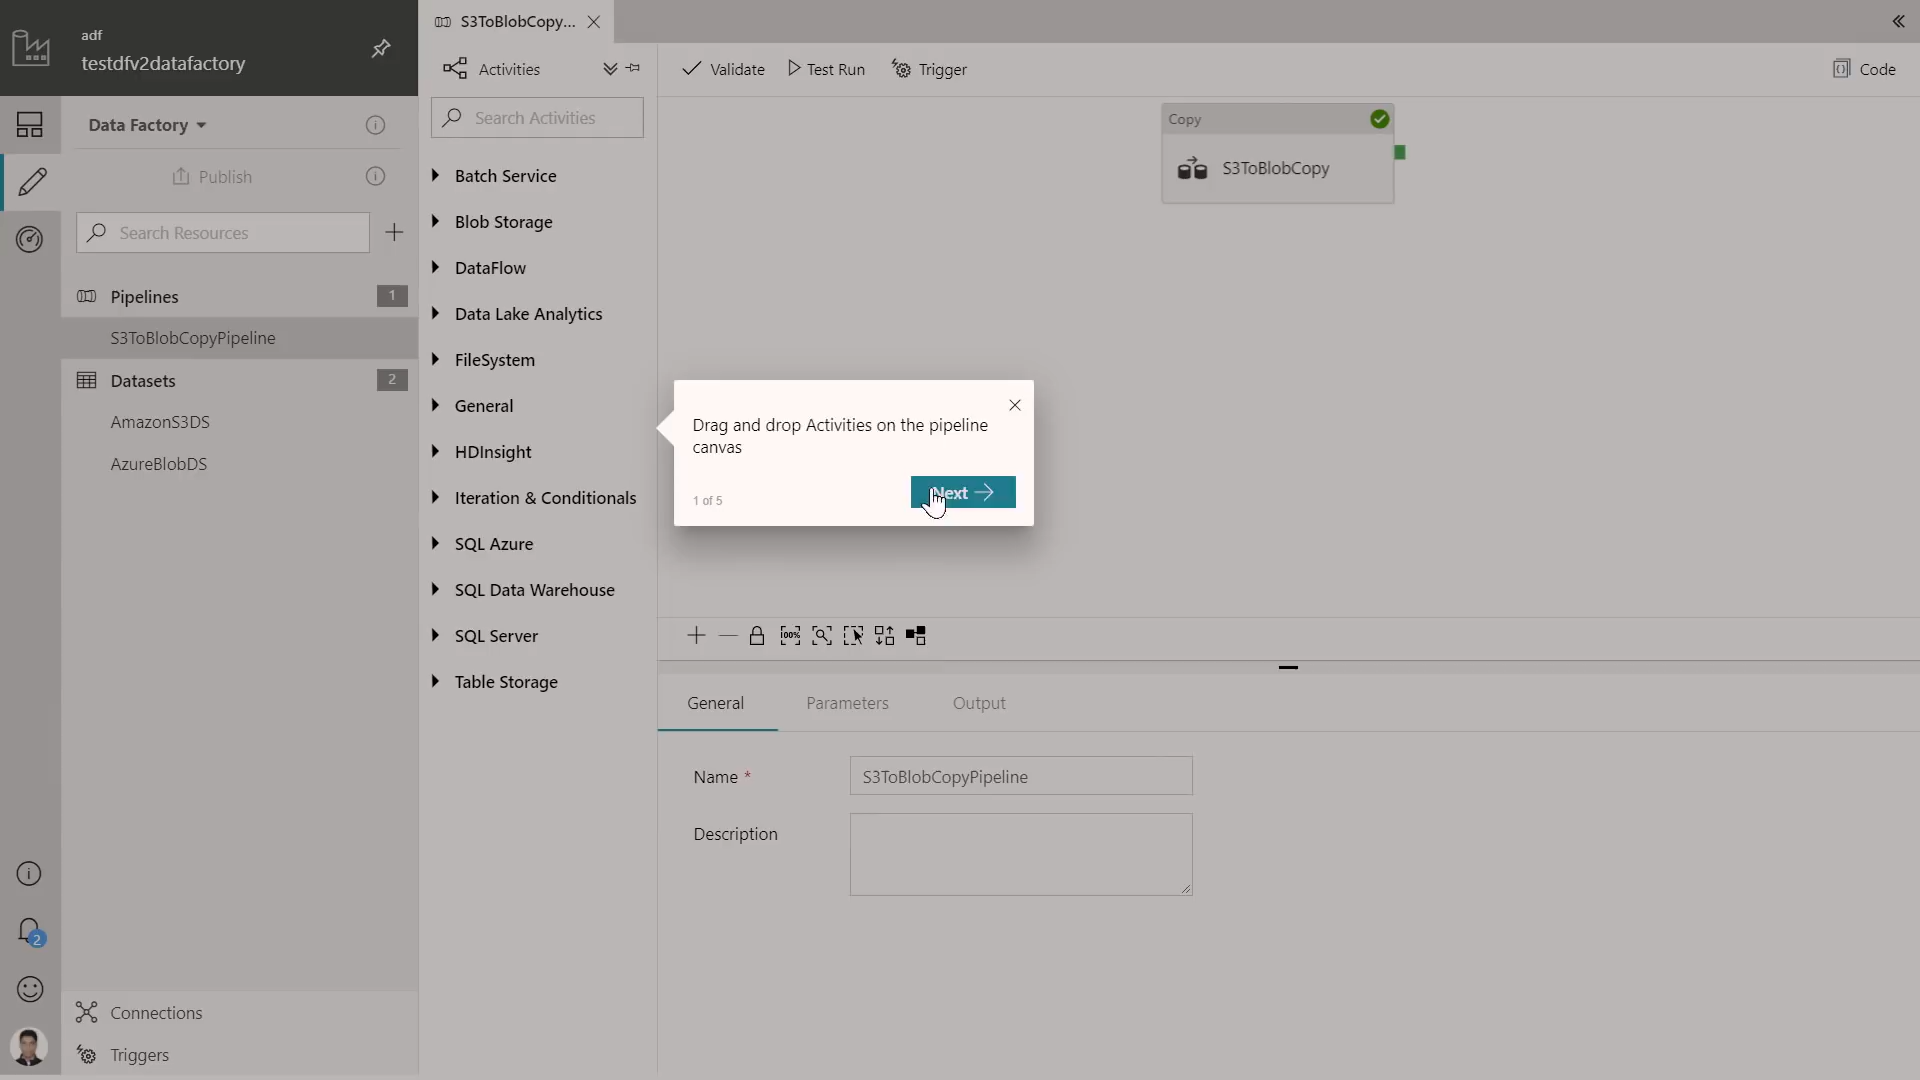 adf
testdfv2datafactory
S3ToBlobCopy...
Activities
Validate
Test Run
Trigger
Code
Data Factory
Publish
Search Resources
Pipelines
1
S3ToBlobCopyPipeline
Datasets
2
AmazonS3DS
AzureBlobDS
2
Connections
Triggers
Search Activities
Batch Service
Blob Storage
DataFlow
Data Lake Analytics
FileSystem
General
HDInsight
Iteration & Conditionals
SQL Azure
SQL Data Warehouse
SQL Server
Table Storage
Copy
S3ToBlobCopy
Drag and drop Activities on the pipeline
canvas
1 of 5
Next
100%
General
Parameters
Output
Name *
S3ToBlobCopyPipeline
Description